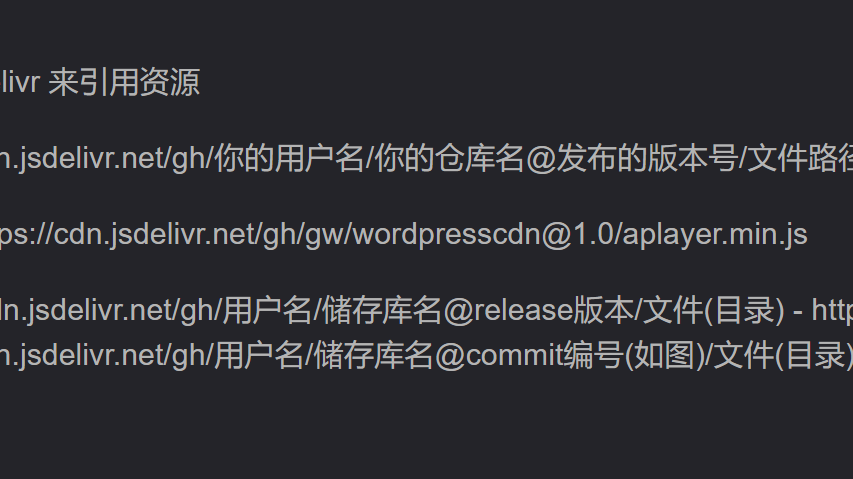 livr 来引用资源
n.jsdelivr.net/gh/你的用户名/你的仓库名@发布的版本号/文件路径
ps://cdn.jsdelivr.net/gh/gw/wordpresscdn@1.0/aplayer.min.js
dn.jsdelivr.net/gh/用户名/储存库名@release版本/文件(目录) - http
n.jsdelivr.net/gh/用户名/储存库名@commit编号(如图)/文件(目录)